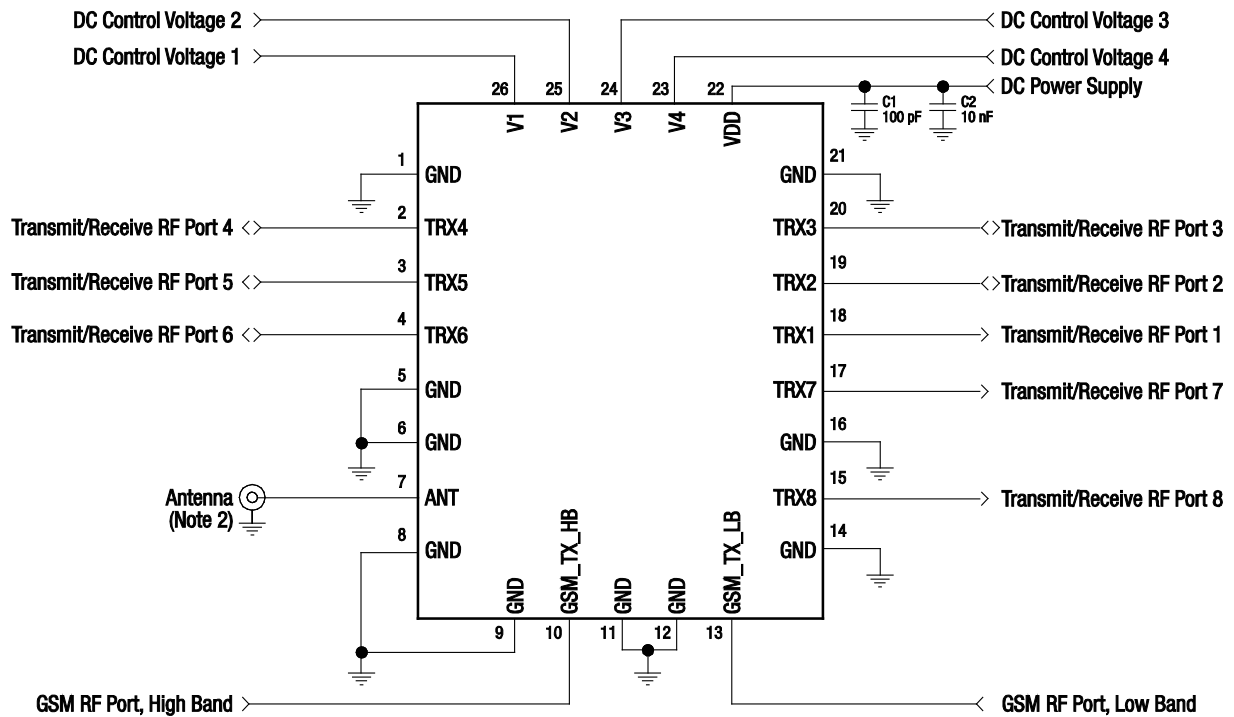 DC Control Voltage 2
DC Control Voltage 3
DC Control Voltage 1
DC Control Voltage 4
DC Power Supply
26 25 24 23 22
C1
100 pF
C2
10 nF
V1 V2 V3 V4 VDD
1 GND
GND 21
Transmit/Receive RF Port 4 2 TRX4
TRX3 20 Transmit/Receive RF Port 3
Transmit/Receive RF Port 5 3 TRX5
TRX2 19 Transmit/Receive RF Port 2
Transmit/Receive RF Port 6 4 TRX6
TRX1 18 Transmit/Receive RF Port 1
5 GND
TRX7 17 Transmit/Receive RF Port 7
6 GND
GND 16
Antenna
(Note 2)
7 ANT
TRX8 15 Transmit/Receive RF Port 8
8 GND
GND 14
GND GSM_TX_HB GND GND GSM_TX_LB
9 10 11 12 13
GSM RF Port, High Band
GSM RF Port, Low Band